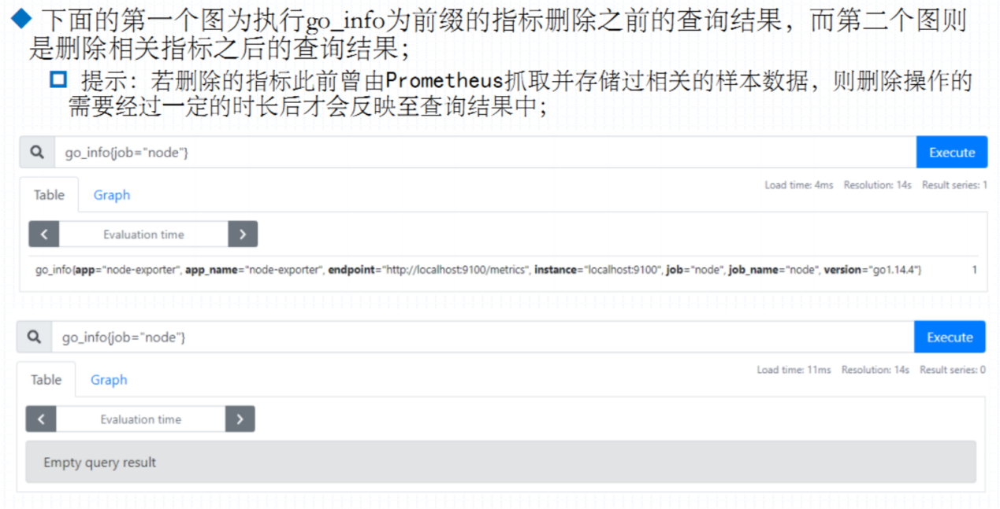 下面的第一个图为执行go_info为前缀的指标删除之前的查询结果，而第二个图则
是删除相关指标之后的查询结果；
提示：若删除的指标此前曾由Prometheus抓取并存储过相关的样本数据，则删除操作的
需要经过一定的时长后才会反映至查询结果中；
go_info{job="node"}
Execute
Load time: 4ms Resolution: 14s Result series: 1
Table Graph
Evaluation time
go_info{app="node-exporter", app_name="node-exporter", endpoint="http://localhost:9100/metrics", instance="localhost:9100", job="node", job_name="node", version="go1.14.4"} 1
go_info{job="node"}
Execute
Load time: 11ms Resolution: 14s Result series: 0
Table Graph
Evaluation time
Empty query result